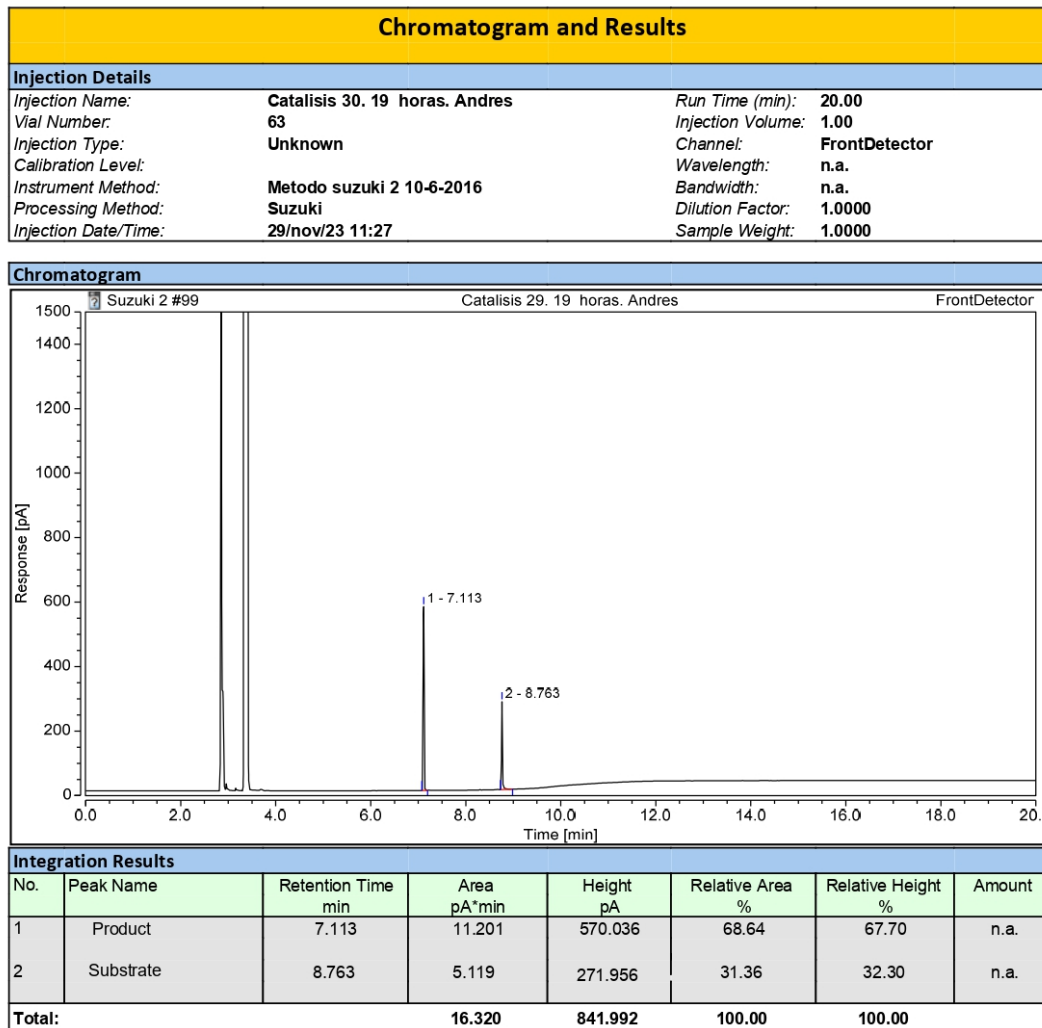 Chromatogram and Results
Injection Details
Injection Name: Catalisis 30. 19 horas. Andres Run Time (min): 20.00
Vial Number: 63 Injection Volume: 1.00
Injection Type: Unknown Channel: FrontDetector
Calibration Level: Wavelength: n.a.
Instrument Method: Metodo suzuki 2 10-6-2016 Bandwidth: n.a.
Processing Method: Suzuki Dilution Factor: 1.0000
Injection Date/Time: 29/nov/23 11:27 Sample Weight: 1.0000
Chromatogram
? Suzuki 2 #99 Catalisis 29. 19 horas. Andres FrontDetector
1500
1400
1200
1000
800
600
400
200
0
Response [pA]
1 - 7.113
2 - 8.763
0.0 2.0 4.0 6.0 8.0 10.0 12.0 14.0 16.0 18.0 20.
Time [min]
Integration Results
No. Peak Name Retention Time Area Height Relative Area Relative Height Amount
min pA*min pA % %
1 Product 7.113 11.201 570.036 68.64 67.70 n.a.
2 Substrate 8.763 5.119 271.956 31.36 32.30 n.a.
Total: 16.320 841.992 100.00 100.00